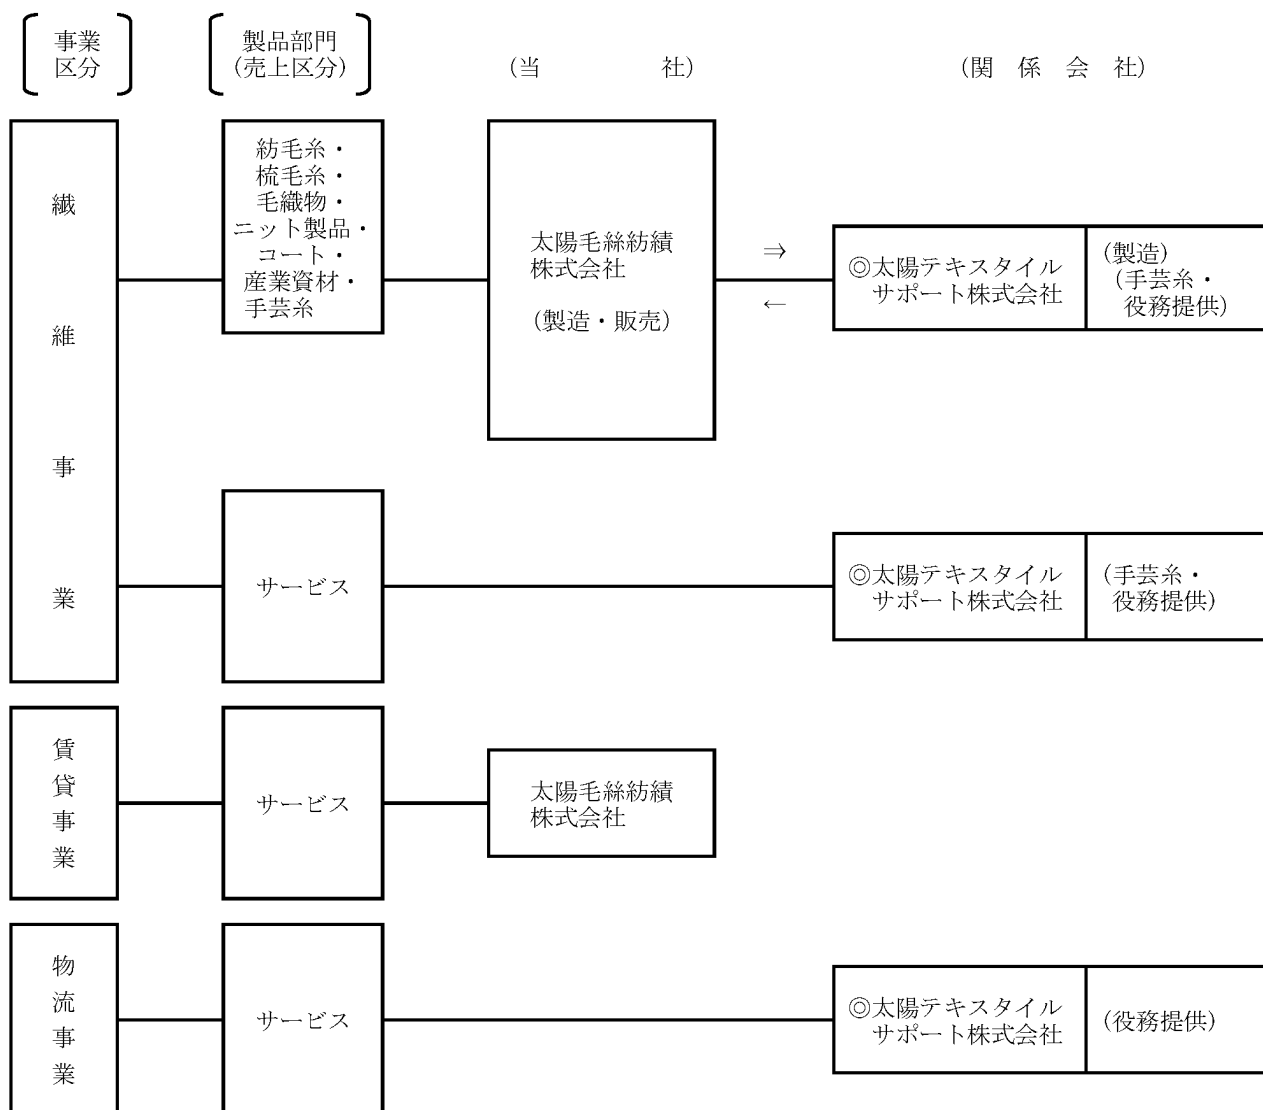 事業
区分
製品部門
(売上区分)
(当 社)
(関 係 会 社)
繊維事業
紡毛糸・
梳毛糸・
毛織物・
ニット製品・
コート・
産業資材・
手芸糸
太陽毛絲紡績
株式会社
(製造・販売)
⇒
←
◎太陽テキスタイル
サポート株式会社
(製造)
(手芸糸・
役務提供)
サービス
◎太陽テキスタイル
サポート株式会社
(手芸糸・
役務提供)
賃貸事業
サービス
太陽毛絲紡績
株式会社
物流事業
サービス
◎太陽テキスタイル
サポート株式会社
(役務提供)